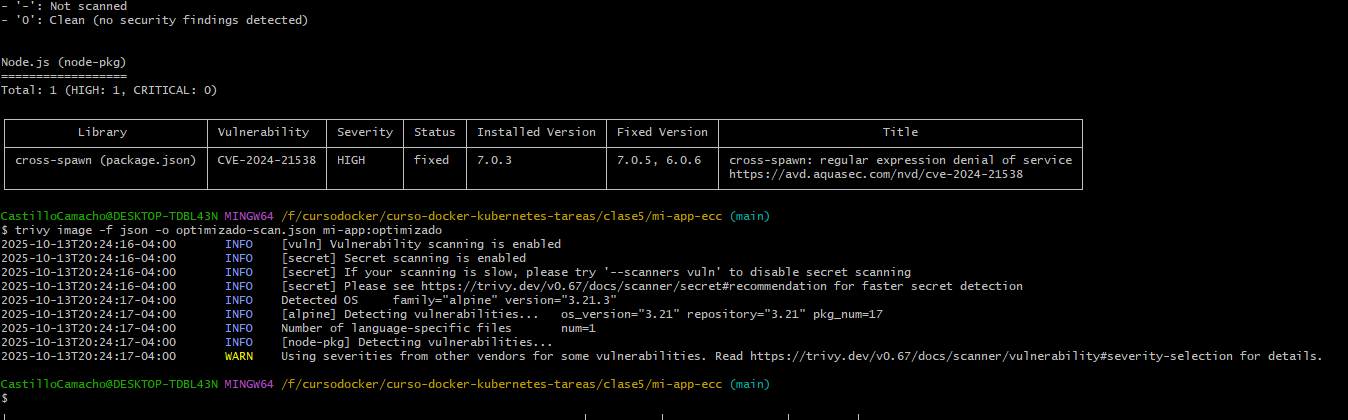 - '-': Not scanned
- '0': Clean (no security findings detected)
Node.js (node-pkg)
==================
Total: 1 (HIGH: 1, CRITICAL: 0)
Library Vulnerability Severity Status Installed Version Fixed Version Title
cross-spawn (package.json) CVE-2024-21538 HIGH fixed 7.0.3 7.0.5, 6.0.6 cross-spawn: regular expression denial of service
https://avd.aquasec.com/nvd/cve-2024-21538
CastilloCamacho@DESKTOP-TDBL43N MINGW64 /f/cursodocker/curso-docker-kubernetes-tareas/clase5/mi-app-ecc (main)
$ trivy image -f json -o optimizado-scan.json mi-app:optimizado
2025-10-13T20:24:16-04:00 INFO [vuln] Vulnerability scanning is enabled
2025-10-13T20:24:16-04:00 INFO [secret] Secret scanning is enabled
2025-10-13T20:24:16-04:00 INFO [secret] If your scanning is slow, please try '--scanners vuln' to disable secret scanning
2025-10-13T20:24:16-04:00 INFO [secret] Please see https://trivy.dev/v0.67/docs/scanner/secret#recommendation for faster secret detection
2025-10-13T20:24:17-04:00 INFO Detected OS family="alpine" version="3.21.3"
2025-10-13T20:24:17-04:00 INFO [alpine] Detecting vulnerabilities... os_version="3.21" repository="3.21" pkg_num=17
2025-10-13T20:24:17-04:00 INFO Number of language-specific files num=1
2025-10-13T20:24:17-04:00 INFO [node-pkg] Detecting vulnerabilities...
2025-10-13T20:24:17-04:00 WARN Using severities from other vendors for some vulnerabilities. Read https://trivy.dev/v0.67/docs/scanner/vulnerability#severity-selection for details.
CastilloCamacho@DESKTOP-TDBL43N MINGW64 /f/cursodocker/curso-docker-kubernetes-tareas/clase5/mi-app-ecc (main)
$